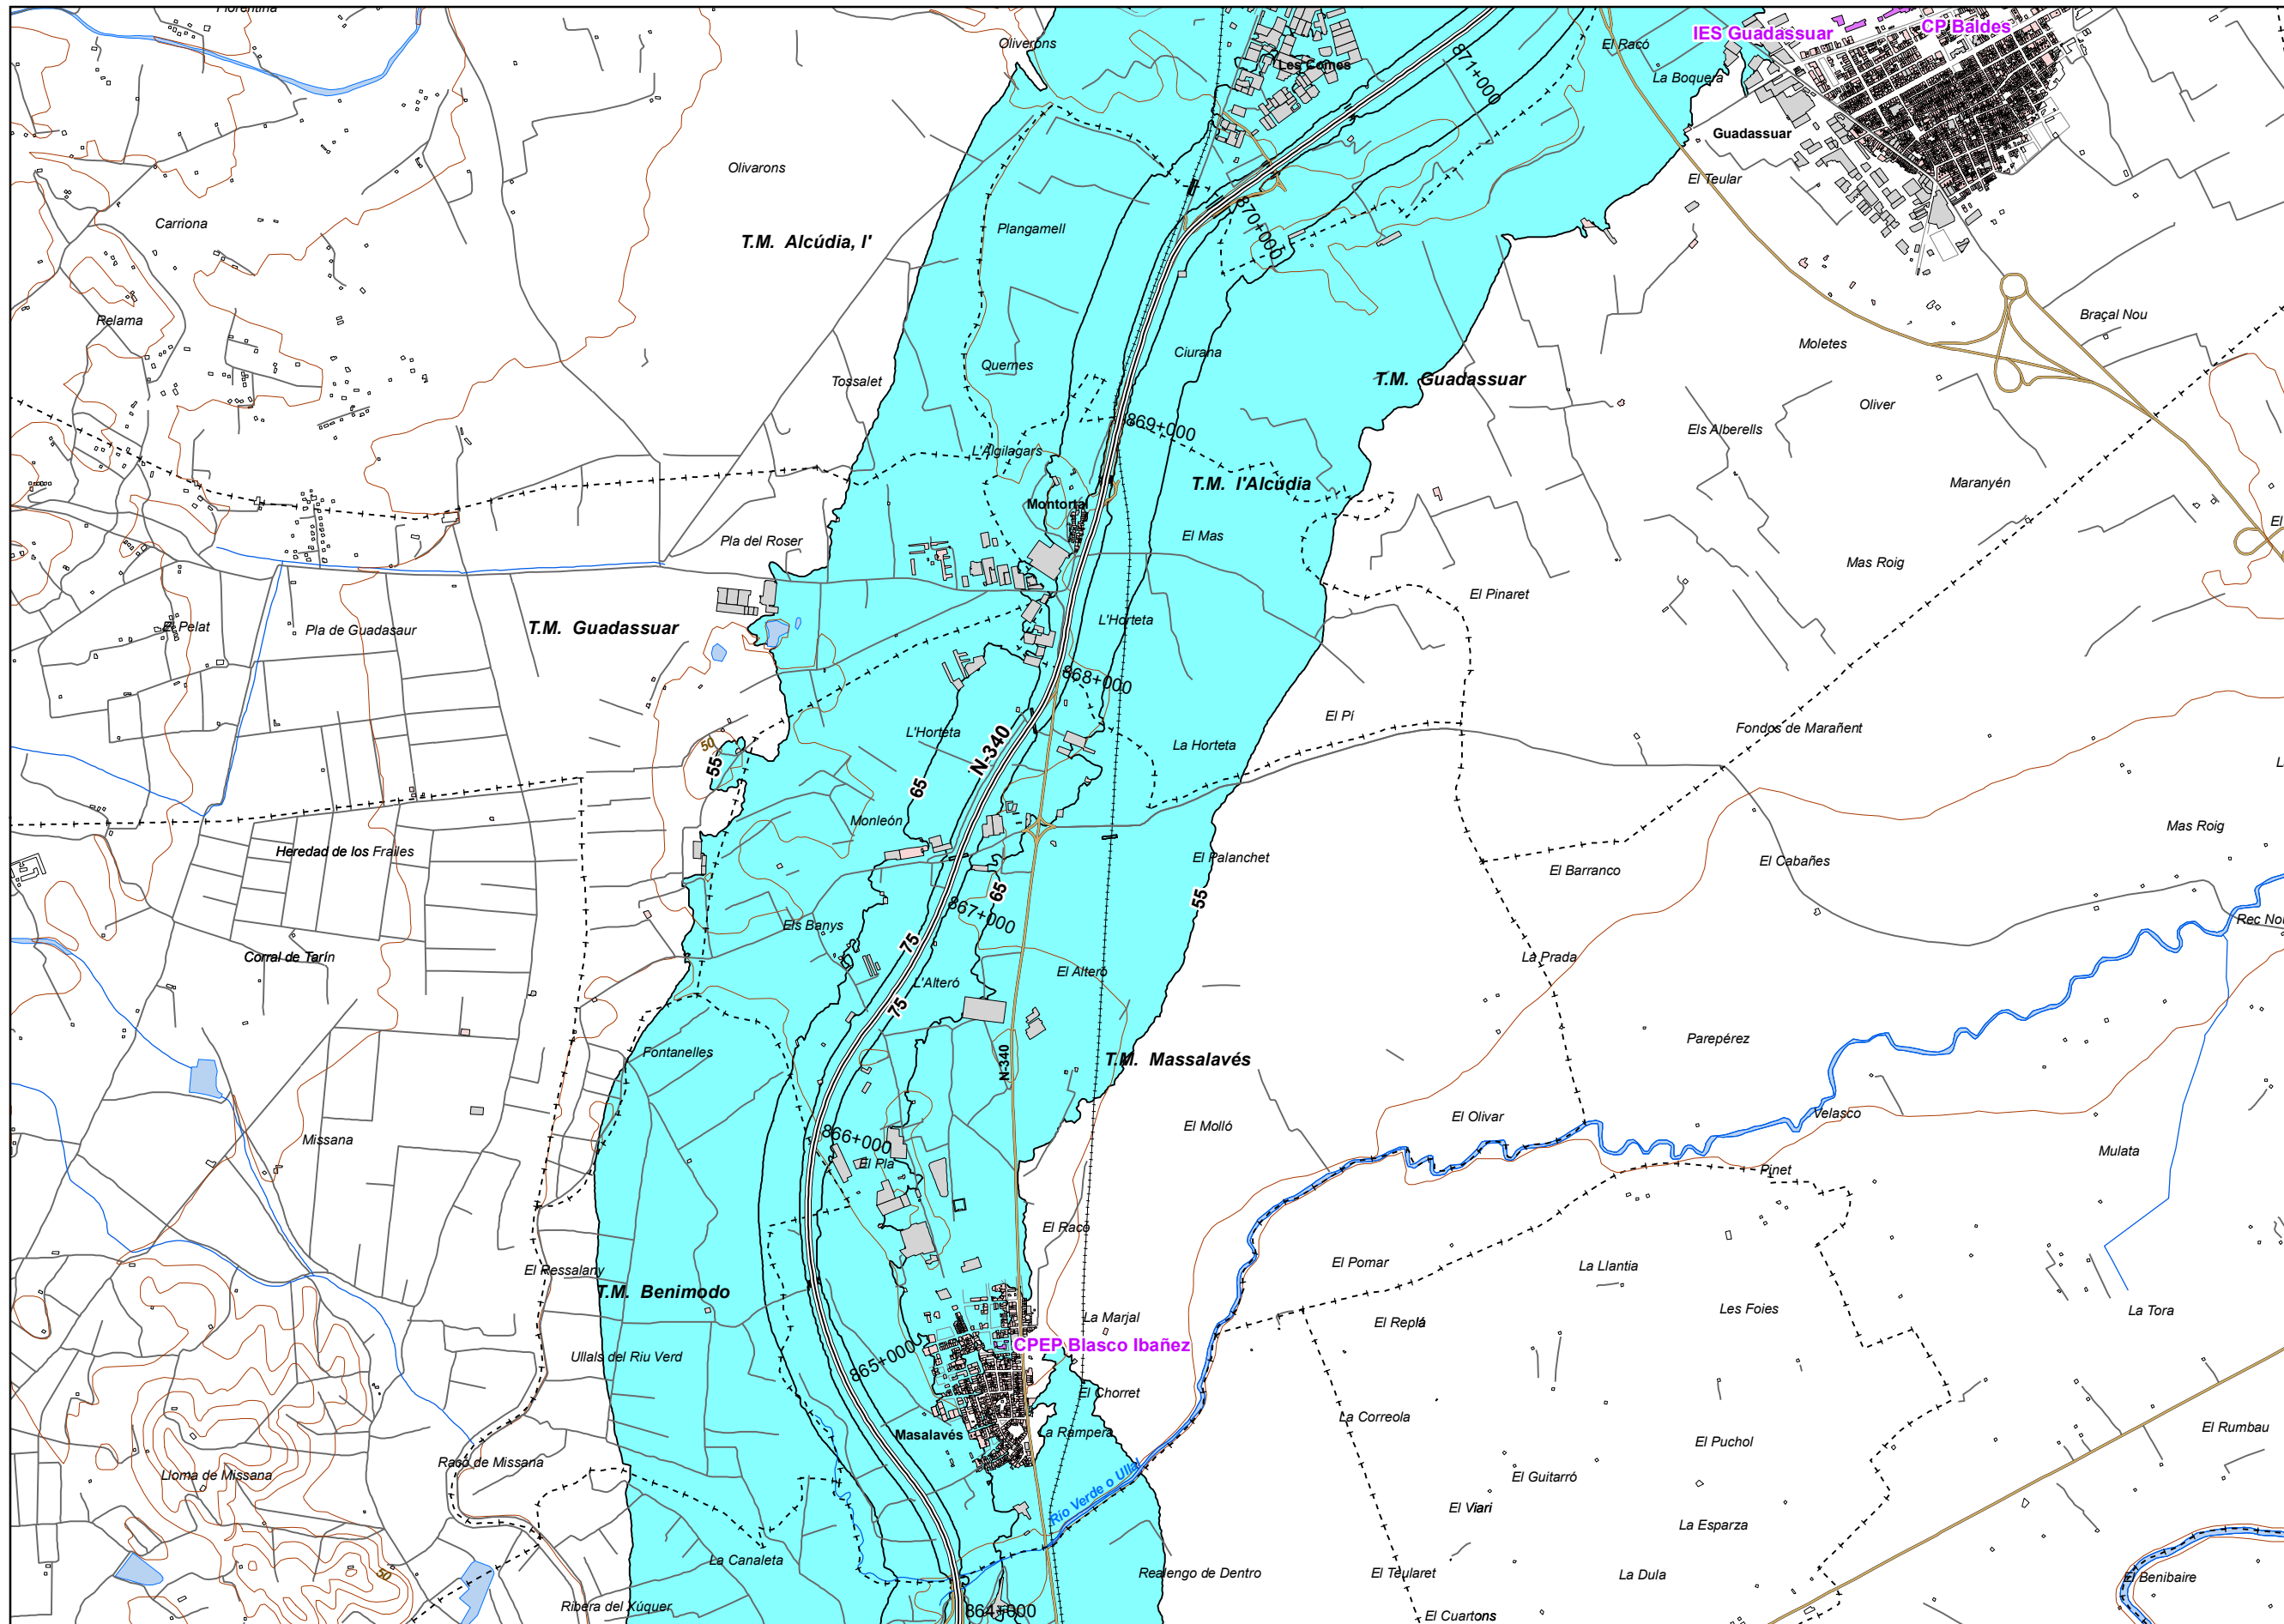 Florentina
Oliverons
Les Comes
871+000
El Racó
IES Guadassuar
CP Baldes
La Boquera
Guadassuar
Olivarons
El Teular
Carriona
T.M. Alcúdia, l'
Plangamell
870+000
Relama
Braçal Nou
Moletes
Ciurana
Quemes
Tossalet
T.M. Guadassuar
Oliver
869+000
Els Alberells
L'Algilagars
T.M. l'Alcúdia
Maranyén
Montortal
El
Pla del Roser
El Mas
Mas Roig
El Pinaret
L'Horteta
El Pelat
Pla de Guadasaur
T.M. Guadassuar
868+000
El Pí
L'Horteta
N-340
La Horteta
Fondos de Marañent
50
55
65
Monleón
Mas Roig
Heredad de los Frailes
El Palanchet
El Cabañes
El Barranco
65
55
867+000
Els Banys
Rec Nou
75
Corral de Tarín
La Prada
L'Alteró
El Alteró
75
Parepérez
Fontanelles
N-340
T.M. Massalavés
El Olivar
Velasco
El Molló
866+000
Missana
El Pla
Mulata
Pinet
El Racó
El Pomar
La Llantia
El Ressalany
T.M. Benimodo
Les Foies
La Tora
La Marjal
El Replá
CPEP Blasco Ibañez
Ullals del Riu Verd
865+000
El Chorret
La Correola
El Rumbau
Masalavés
La Rampera
El Puchol
Racó de Missana
Lloma de Missana
El Guitarró
El Viari
Río Verde o Ullal
La Esparza
La Canaleta
50
Realengo de Dentro
El Teularet
La Dula
El Benibaire
Ribera del Xúquer
864+000
El Cuartons